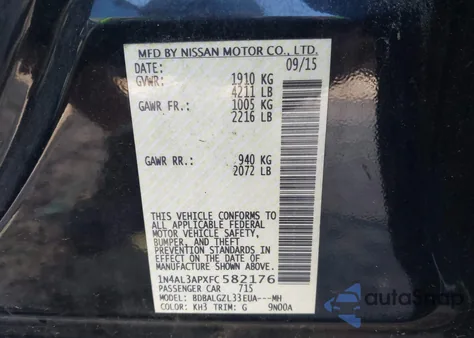 MFD BY NISSAN MOTOR CO., LTD.
DATE: 09/15
GVWR: 1910 KG
4211 LB
GAWR FR.: 1005 KG
2216 LB
GAWR RR.: 940 KG
2072 LB
THIS VEHICLE CONFORMS TO
ALL APPLICABLE FEDERAL
MOTOR VEHICLE SAFETY,
BUMPER, AND THEFT
PREVENTION STANDARDS IN
EFFECT ON THE DATE OF
MANUFACTURE SHOWN ABOVE.
1N4AL3APXFC582176
PASSENGER CAR 715
MODEL: BDBALGZL33EUA---MH
COLOR: KH3 TRIM: G 9N00A
autoSnap